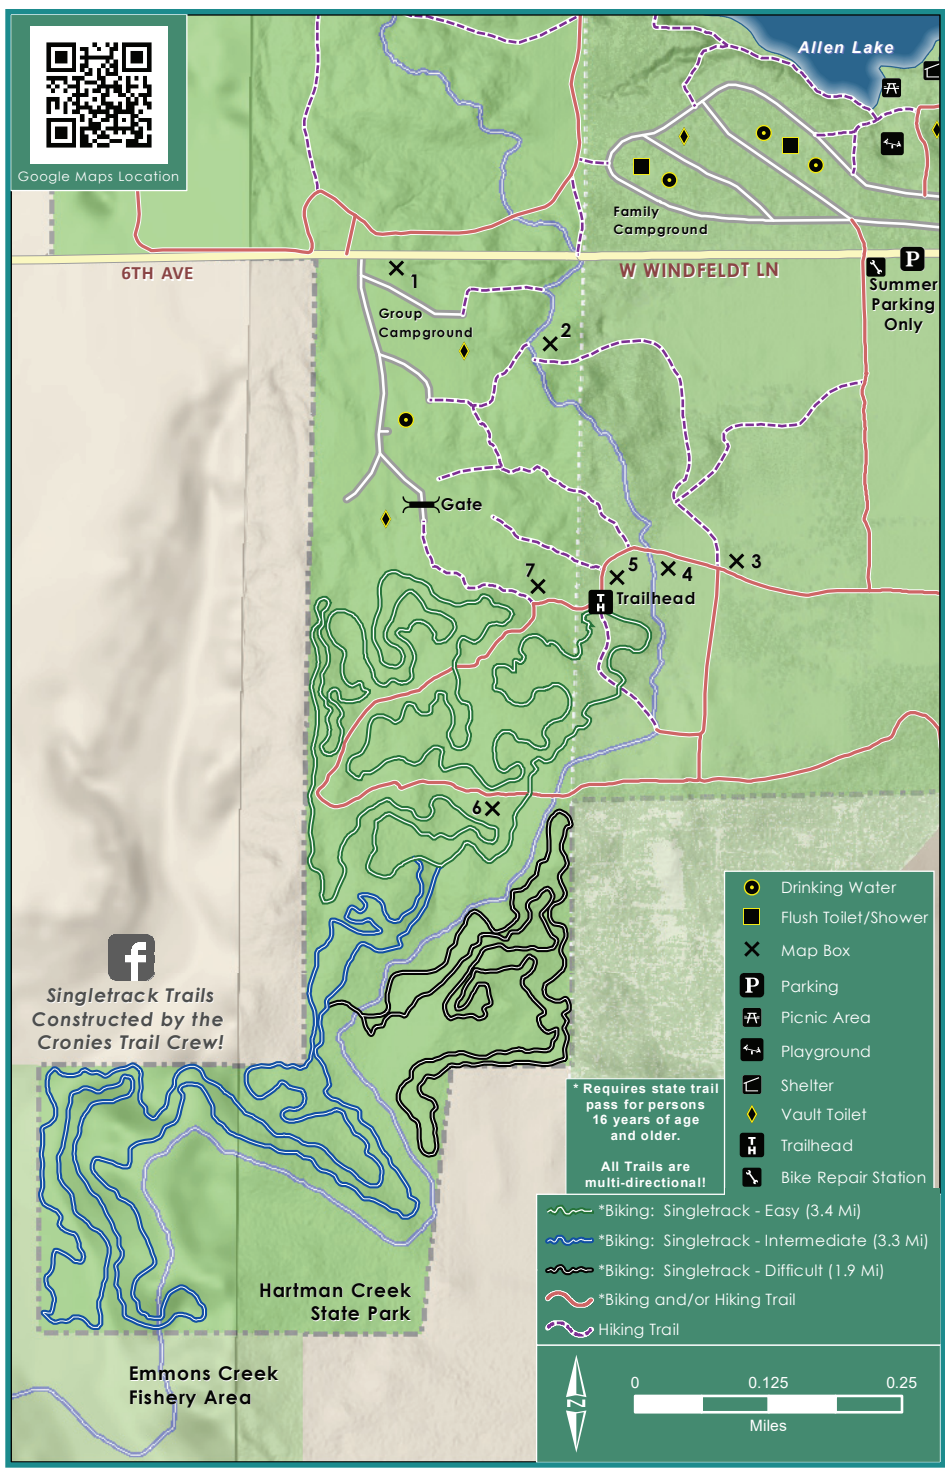 Google Maps Location
Allen Lake
Family
Campground
6TH AVE
W WINDFELDT LN
P
Summer
Parking
Only
1
Group
Campground
2
Gate
3
4
5
7
TH
Trailhead
6
f
Singletrack Trails
Constructed by the
Cronies Trail Crew!
Drinking Water
Flush Toilet/Shower
Map Box
P Parking
Picnic Area
Playground
Shelter
Vault Toilet
TH Trailhead
Bike Repair Station
* Requires state trail
pass for persons
16 years of age
and older.
All Trails are
multi-directional!
*Biking: Singletrack - Easy (3.4 Mi)
*Biking: Singletrack - Intermediate (3.3 Mi)
*Biking: Singletrack - Difficult (1.9 Mi)
*Biking and/or Hiking Trail
Hiking Trail
Hartman Creek
State Park
Emmons Creek
Fishery Area
N
0 0.125 0.25
Miles